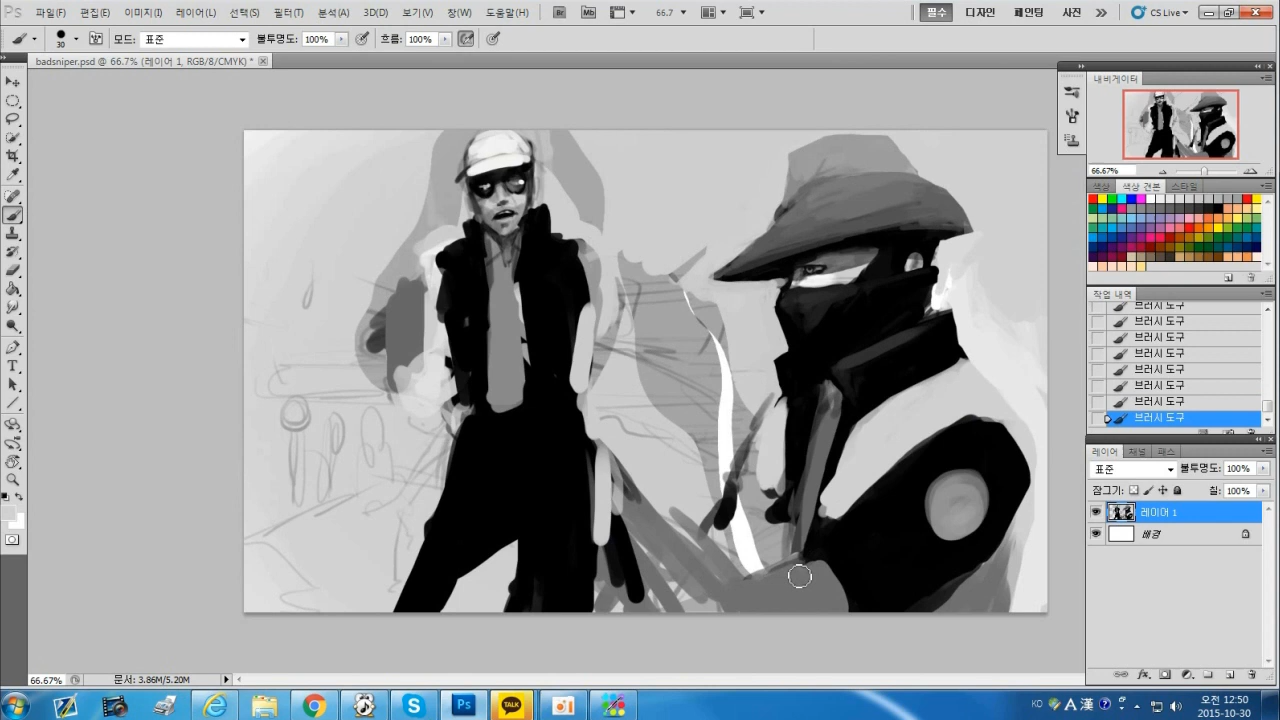 Ps 파일(F) 편집(E) 이미지(I) 레이어(L) 선택(S) 필터(T) 분석(A) 3D(D) 보기(V) 창(W) 도움말(H) Br Mb 66.7 필수 디자인 페인팅 사진 CS Live
30 모드: 표준 불투명도: 100% 흐름: 100%
badsniper.psd @ 66.7% (레이어 1, RGB/8/CMYK) *
내비게이터
66.67%
색상 색상 견본 스타일
작업 내역
브러시 도구
브러시 도구
브러시 도구
브러시 도구
브러시 도구
브러시 도구
브러시 도구
브러시 도구
레이어 채널 패스
표준 불투명도: 100%
잠그기: 칠: 100%
레이어 1
배경
66.67% 문서: 3.86M/5.20M
Ps TALK KO A 漢 오전 12:50
2015-10-30